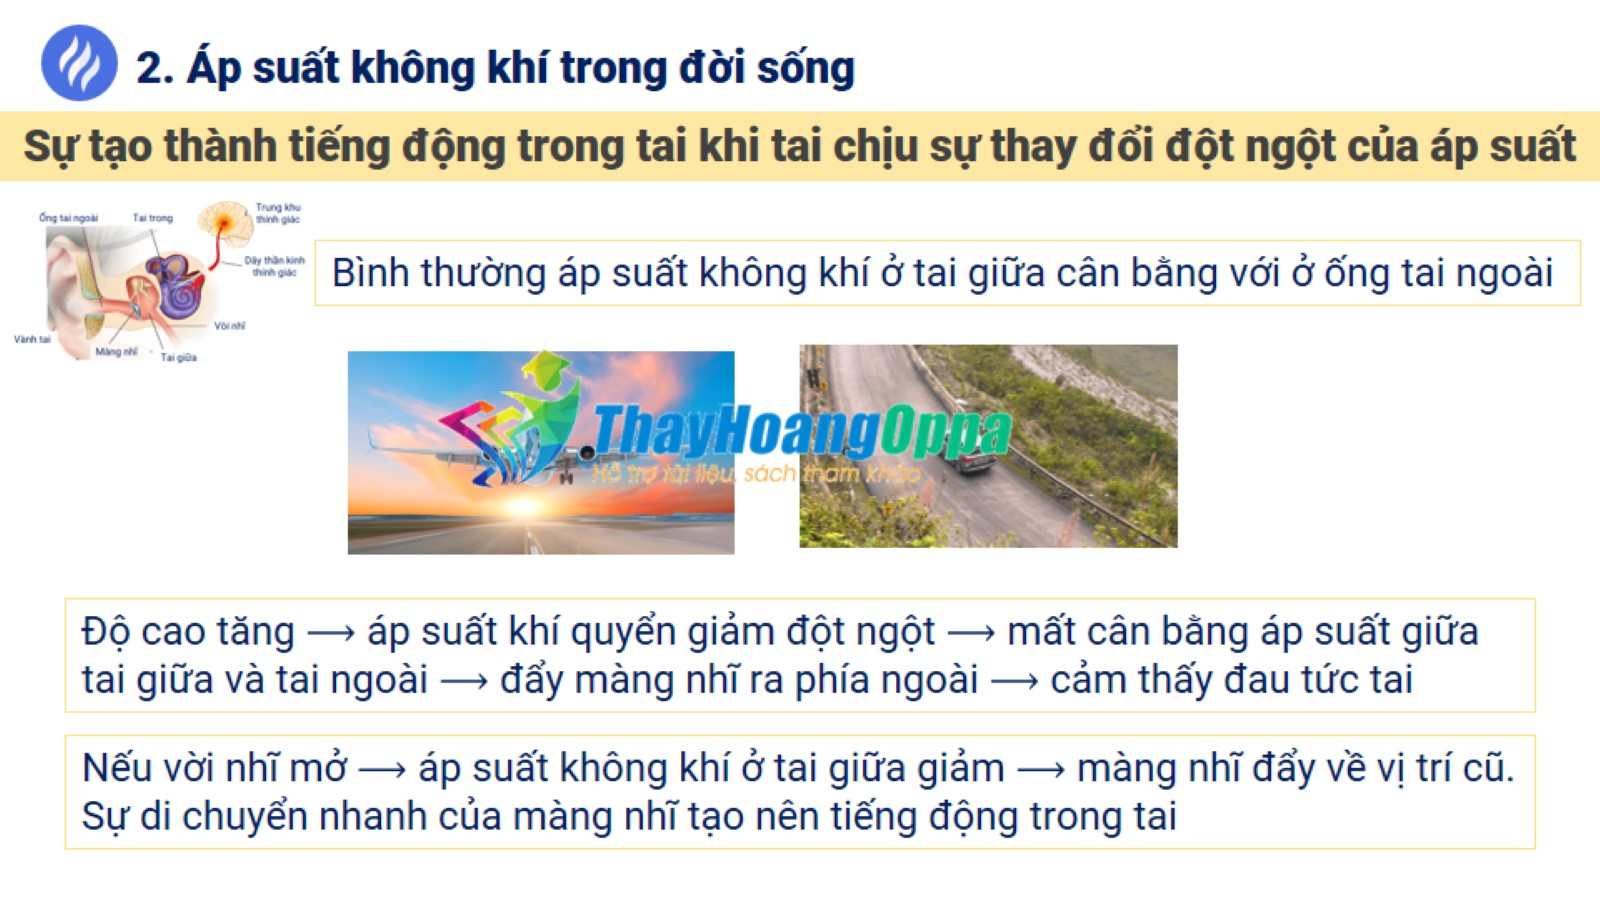 2. Áp suất không khí trong đời sống
Sự tạo thành tiếng động trong tai khi tai chịu sự thay đổi đột ngột của áp suất
Ống tai ngoài
Tai trong
Trung khu
thính giác
Dây thần kinh
thính giác
Vòi nhĩ
Vành tai
Màng nhĩ
Tai giữa
Bình thường áp suất không khí ở tai giữa cân bằng với ở ống tai ngoài
ThayHoangOppa
Hỗ trợ tài liệu, sách tham khảo
Độ cao tăng ⟶ áp suất khí quyển giảm đột ngột ⟶ mất cân bằng áp suất giữa
tai giữa và tai ngoài ⟶ đẩy màng nhĩ ra phía ngoài ⟶ cảm thấy đau tức tai
Nếu vời nhĩ mở ⟶ áp suất không khí ở tai giữa giảm ⟶ màng nhĩ đẩy về vị trí cũ.
Sự di chuyển nhanh của màng nhĩ tạo nên tiếng động trong tai